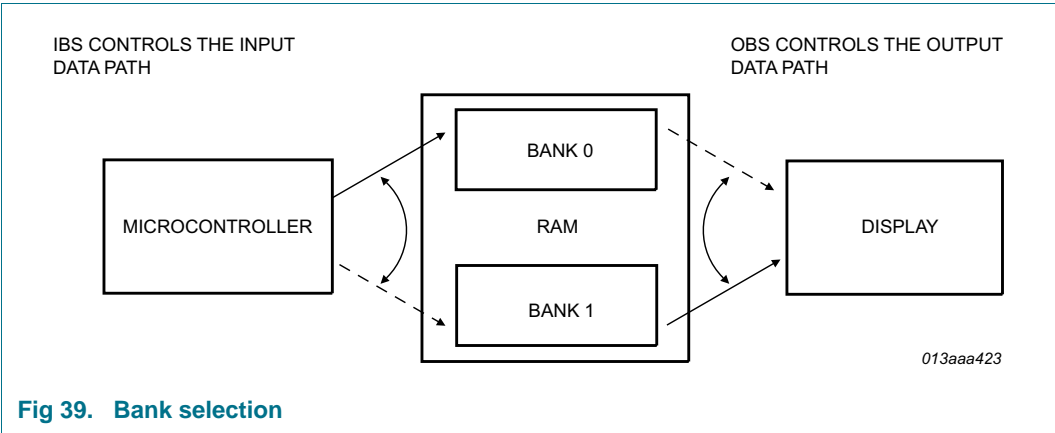 IBS CONTROLS THE INPUT
DATA PATH
OBS CONTROLS THE OUTPUT
DATA PATH
MICROCONTROLLER
BANK 0
RAM
BANK 1
DISPLAY
013aaa423
Fig 39. Bank selection